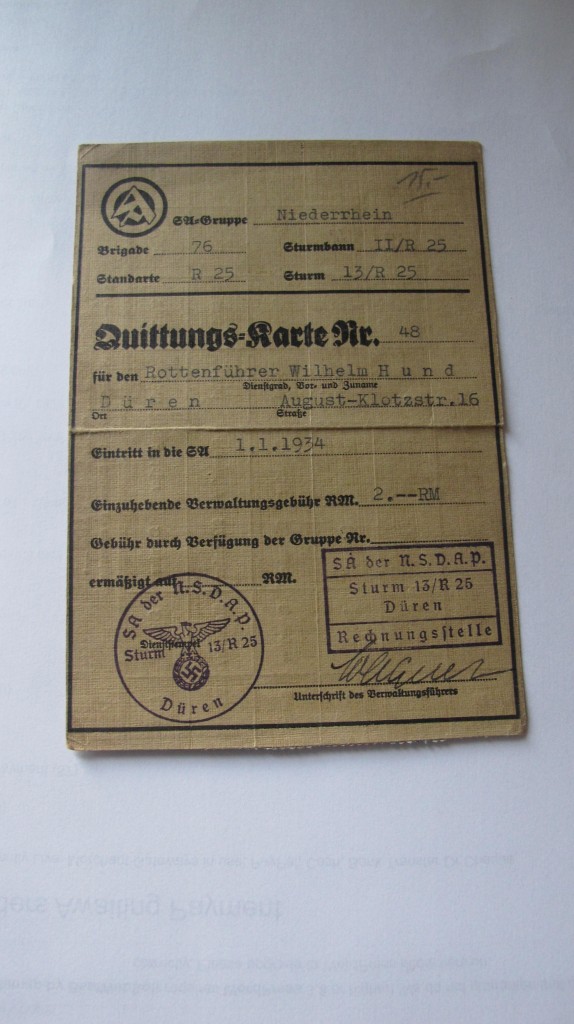 15.-
SA-Gruppe Niederrhein
Brigade 76 Sturmbann II/R 25
Standarte R 25 Sturm 13/R 25
Quittungs-Karte Nr. 48
für den Rottenführer Wilhelm Hund
Dienstgrad, Vor- und Zuname
Düren August-Klotzstr.16
Ort Straße
Eintritt in die SA 1.1.1934
Einzuhebende Verwaltungsgebühr RM. 2.--RM
Gebühr durch Verfügung der Gruppe Nr.
ermäßigt auf RM.
SA der N.S.D.A.P.
Sturm 13/R 25
Düren
Rechnungsstelle
SA der N.S.D.A.P.
Dienststempel
Sturm 13/R 25
Düren
Unterschrift des Verwaltungsführers